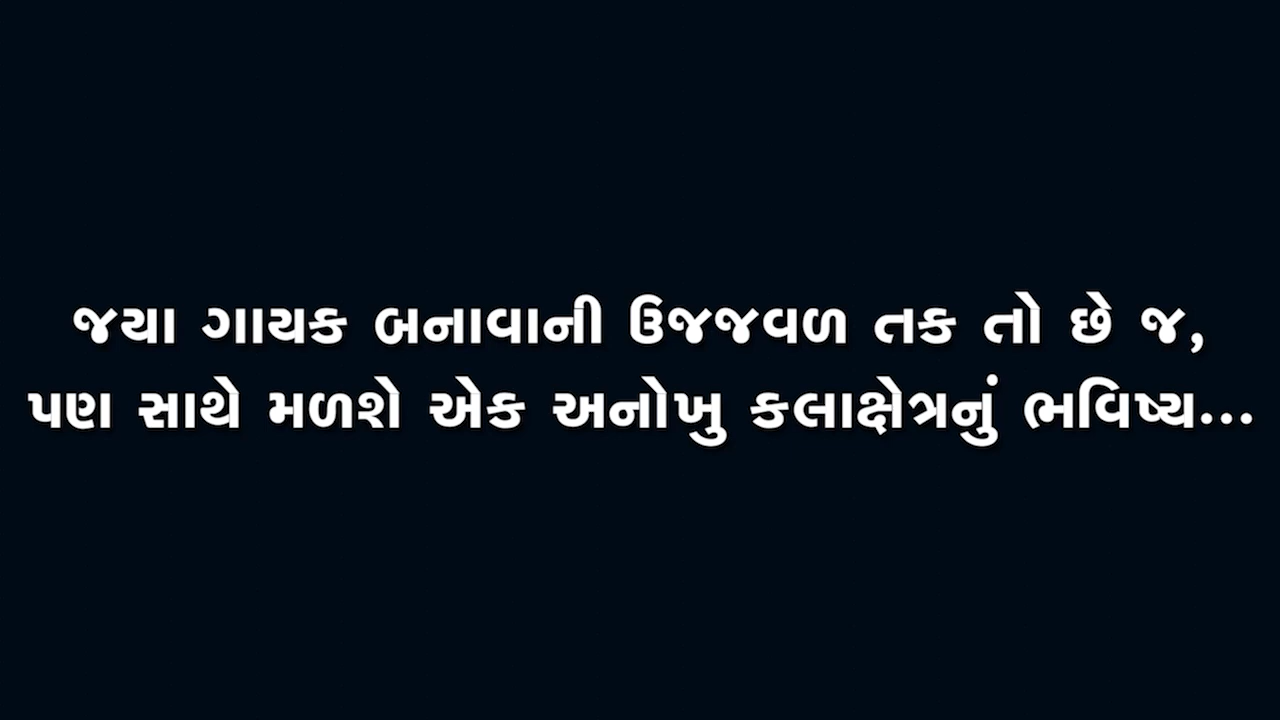 જયા ગાયક બનાવાની ઉજજવળ તક તો છે જ,
પણ સાથે મળશે એક અનોખુ કલાક્ષેત્રનું ભવિષ્ય...